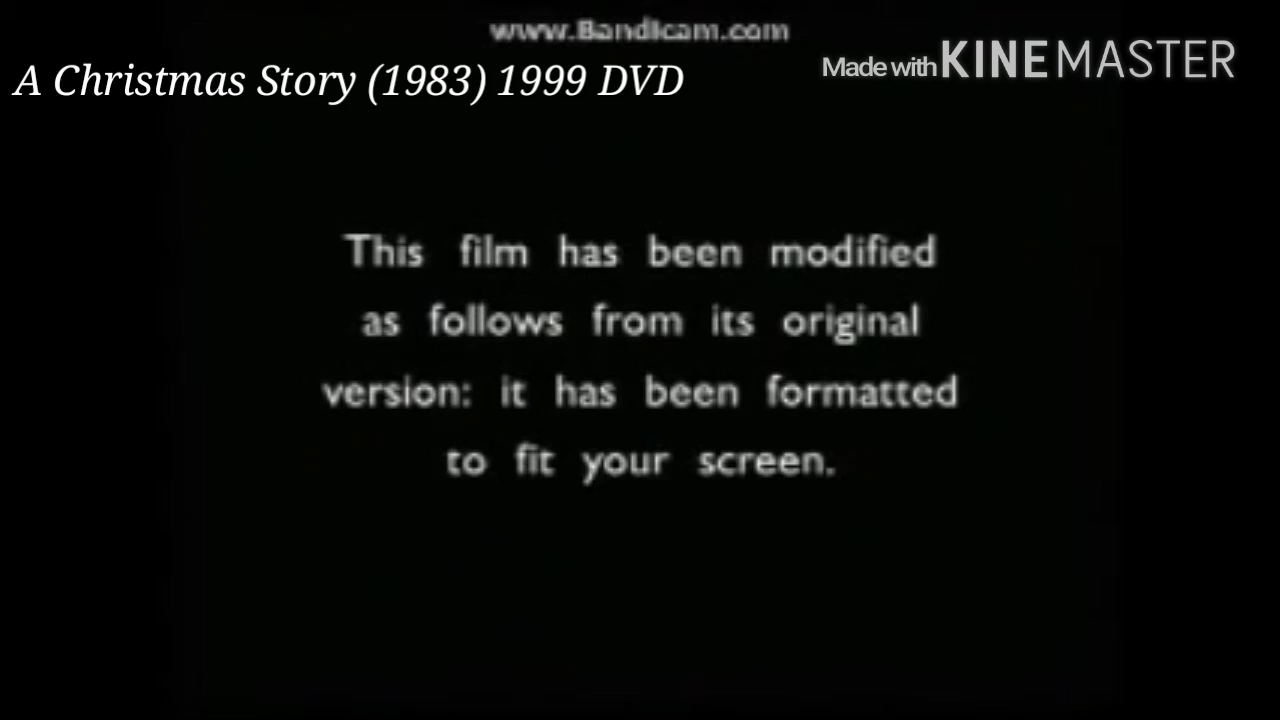 www.Bandicam.com
A Christmas Story (1983) 1999 DVD
Made with KINEMASTER
This film has been modified
as follows from its original
version: it has been formatted
to fit your screen.